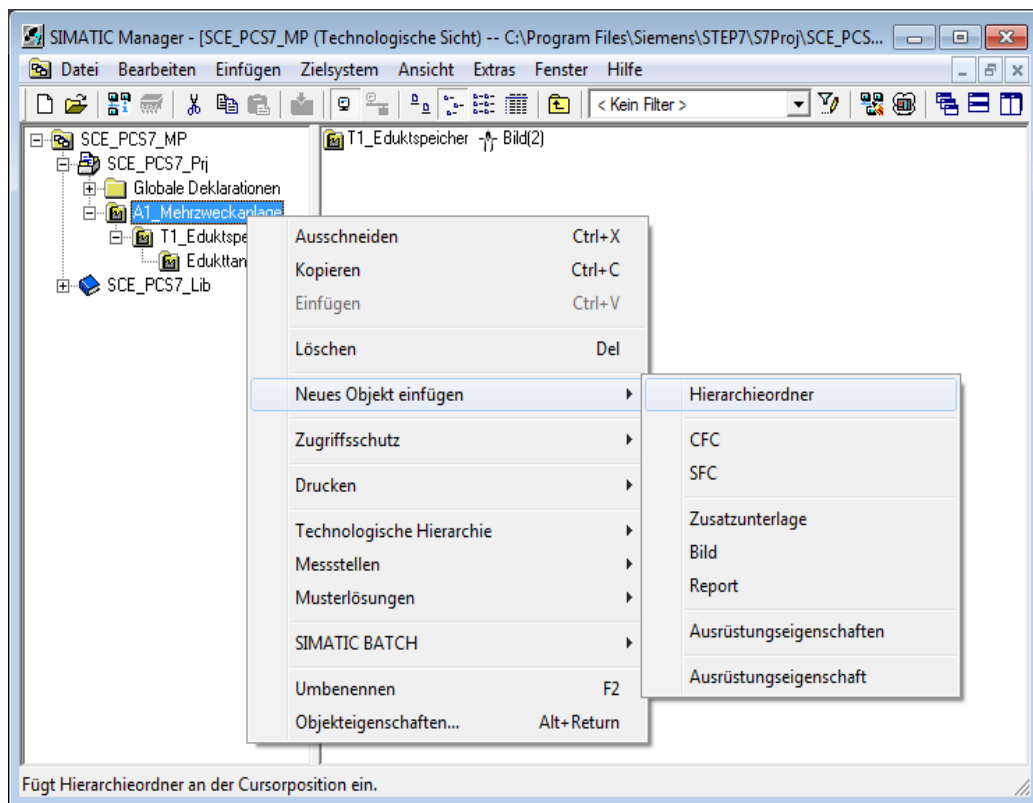 SIMATIC Manager - [SCE_PCS7_MP (Technologische Sicht) -- C:\Program Files\Siemens\STEP7\S7Proj\SCE_PCS...
Datei Bearbeiten Einfügen Zielsystem Ansicht Extras Fenster Hilfe
< Kein Filter >
SCE_PCS7_MP
SCE_PCS7_Prj
Globale Deklarationen
A1_Mehrzweckanlage
T1_Eduktspe
Edukttan
SCE_PCS7_Lib
T1_Eduktspeicher Bild(2)
Ausschneiden Ctrl+X
Kopieren Ctrl+C
Einfügen Ctrl+V
Löschen Del
Neues Objekt einfügen
Zugriffsschutz
Drucken
Technologische Hierarchie
Messstellen
Musterlösungen
SIMATIC BATCH
Umbenennen F2
Objekteigenschaften... Alt+Return
Hierarchieordner
CFC
SFC
Zusatzunterlage
Bild
Report
Ausrüstungseigenschaften
Ausrüstungseigenschaft
Fügt Hierarchieordner an der Cursorposition ein.